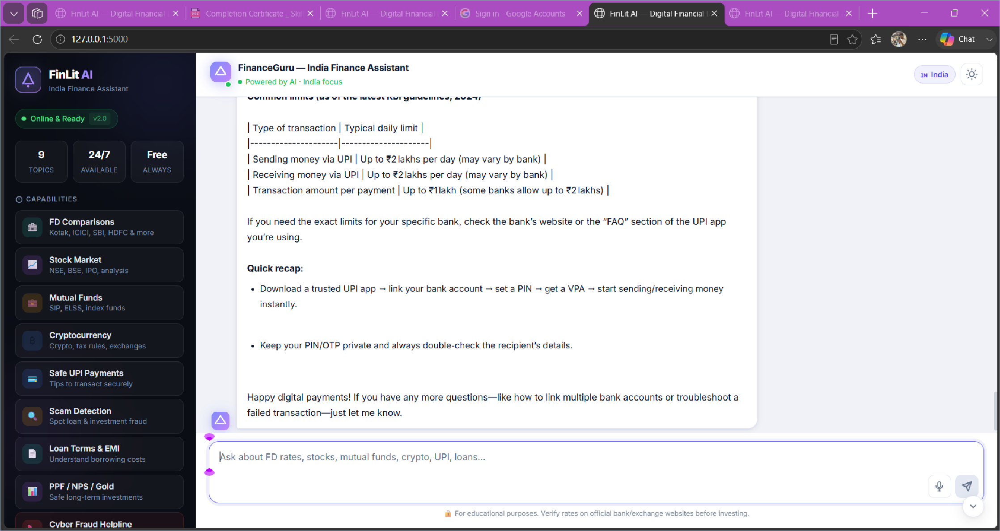 FinLit AI — Digital Financial
Completion Certificate _ Skil
FinLit AI — Digital Financial
Sign in - Google Accounts
FinLit AI — Digital Financial
FinLit AI — Digital Financial
127.0.0.1:5000
Chat
FinLit AI
India Finance Assistant
Online & Ready v2.0
9
TOPICS
24/7
AVAILABLE
Free
ALWAYS
CAPABILITIES
FD Comparisons
Kotak, ICICI, SBI, HDFC & more
Stock Market
NSE, BSE, IPO, analysis
Mutual Funds
SIP, ELSS, index funds
Cryptocurrency
Crypto, tax rules, exchanges
Safe UPI Payments
Tips to transact securely
Scam Detection
Spot loan & investment fraud
Loan Terms & EMI
Understand borrowing costs
PPF / NPS / Gold
Safe long-term investments
Cyber Fraud Helpline
FinanceGuru — India Finance Assistant
Powered by AI · India focus
IN India
Common limits (as of the latest RBI guidelines, 2024)
| Type of transaction | Typical daily limit |
|---------------------|---------------------|
| Sending money via UPI | Up to ₹2 lakhs per day (may vary by bank) |
| Receiving money via UPI | Up to ₹2 lakhs per day (may vary by bank) |
| Transaction amount per payment | Up to ₹1 lakh (some banks allow up to ₹2 lakhs) |
If you need the exact limits for your specific bank, check the bank’s website or the “FAQ” section of the UPI app
you’re using.
Quick recap:
• Download a trusted UPI app → link your bank account → set a PIN → get a VPA → start sending/receiving money
instantly.
• Keep your PIN/OTP private and always double-check the recipient’s details.
Happy digital payments! If you have any more questions—like how to link multiple bank accounts or troubleshoot a
failed transaction—just let me know.
Ask about FD rates, stocks, mutual funds, crypto, UPI, loans...
For educational purposes. Verify rates on official bank/exchange websites before investing.